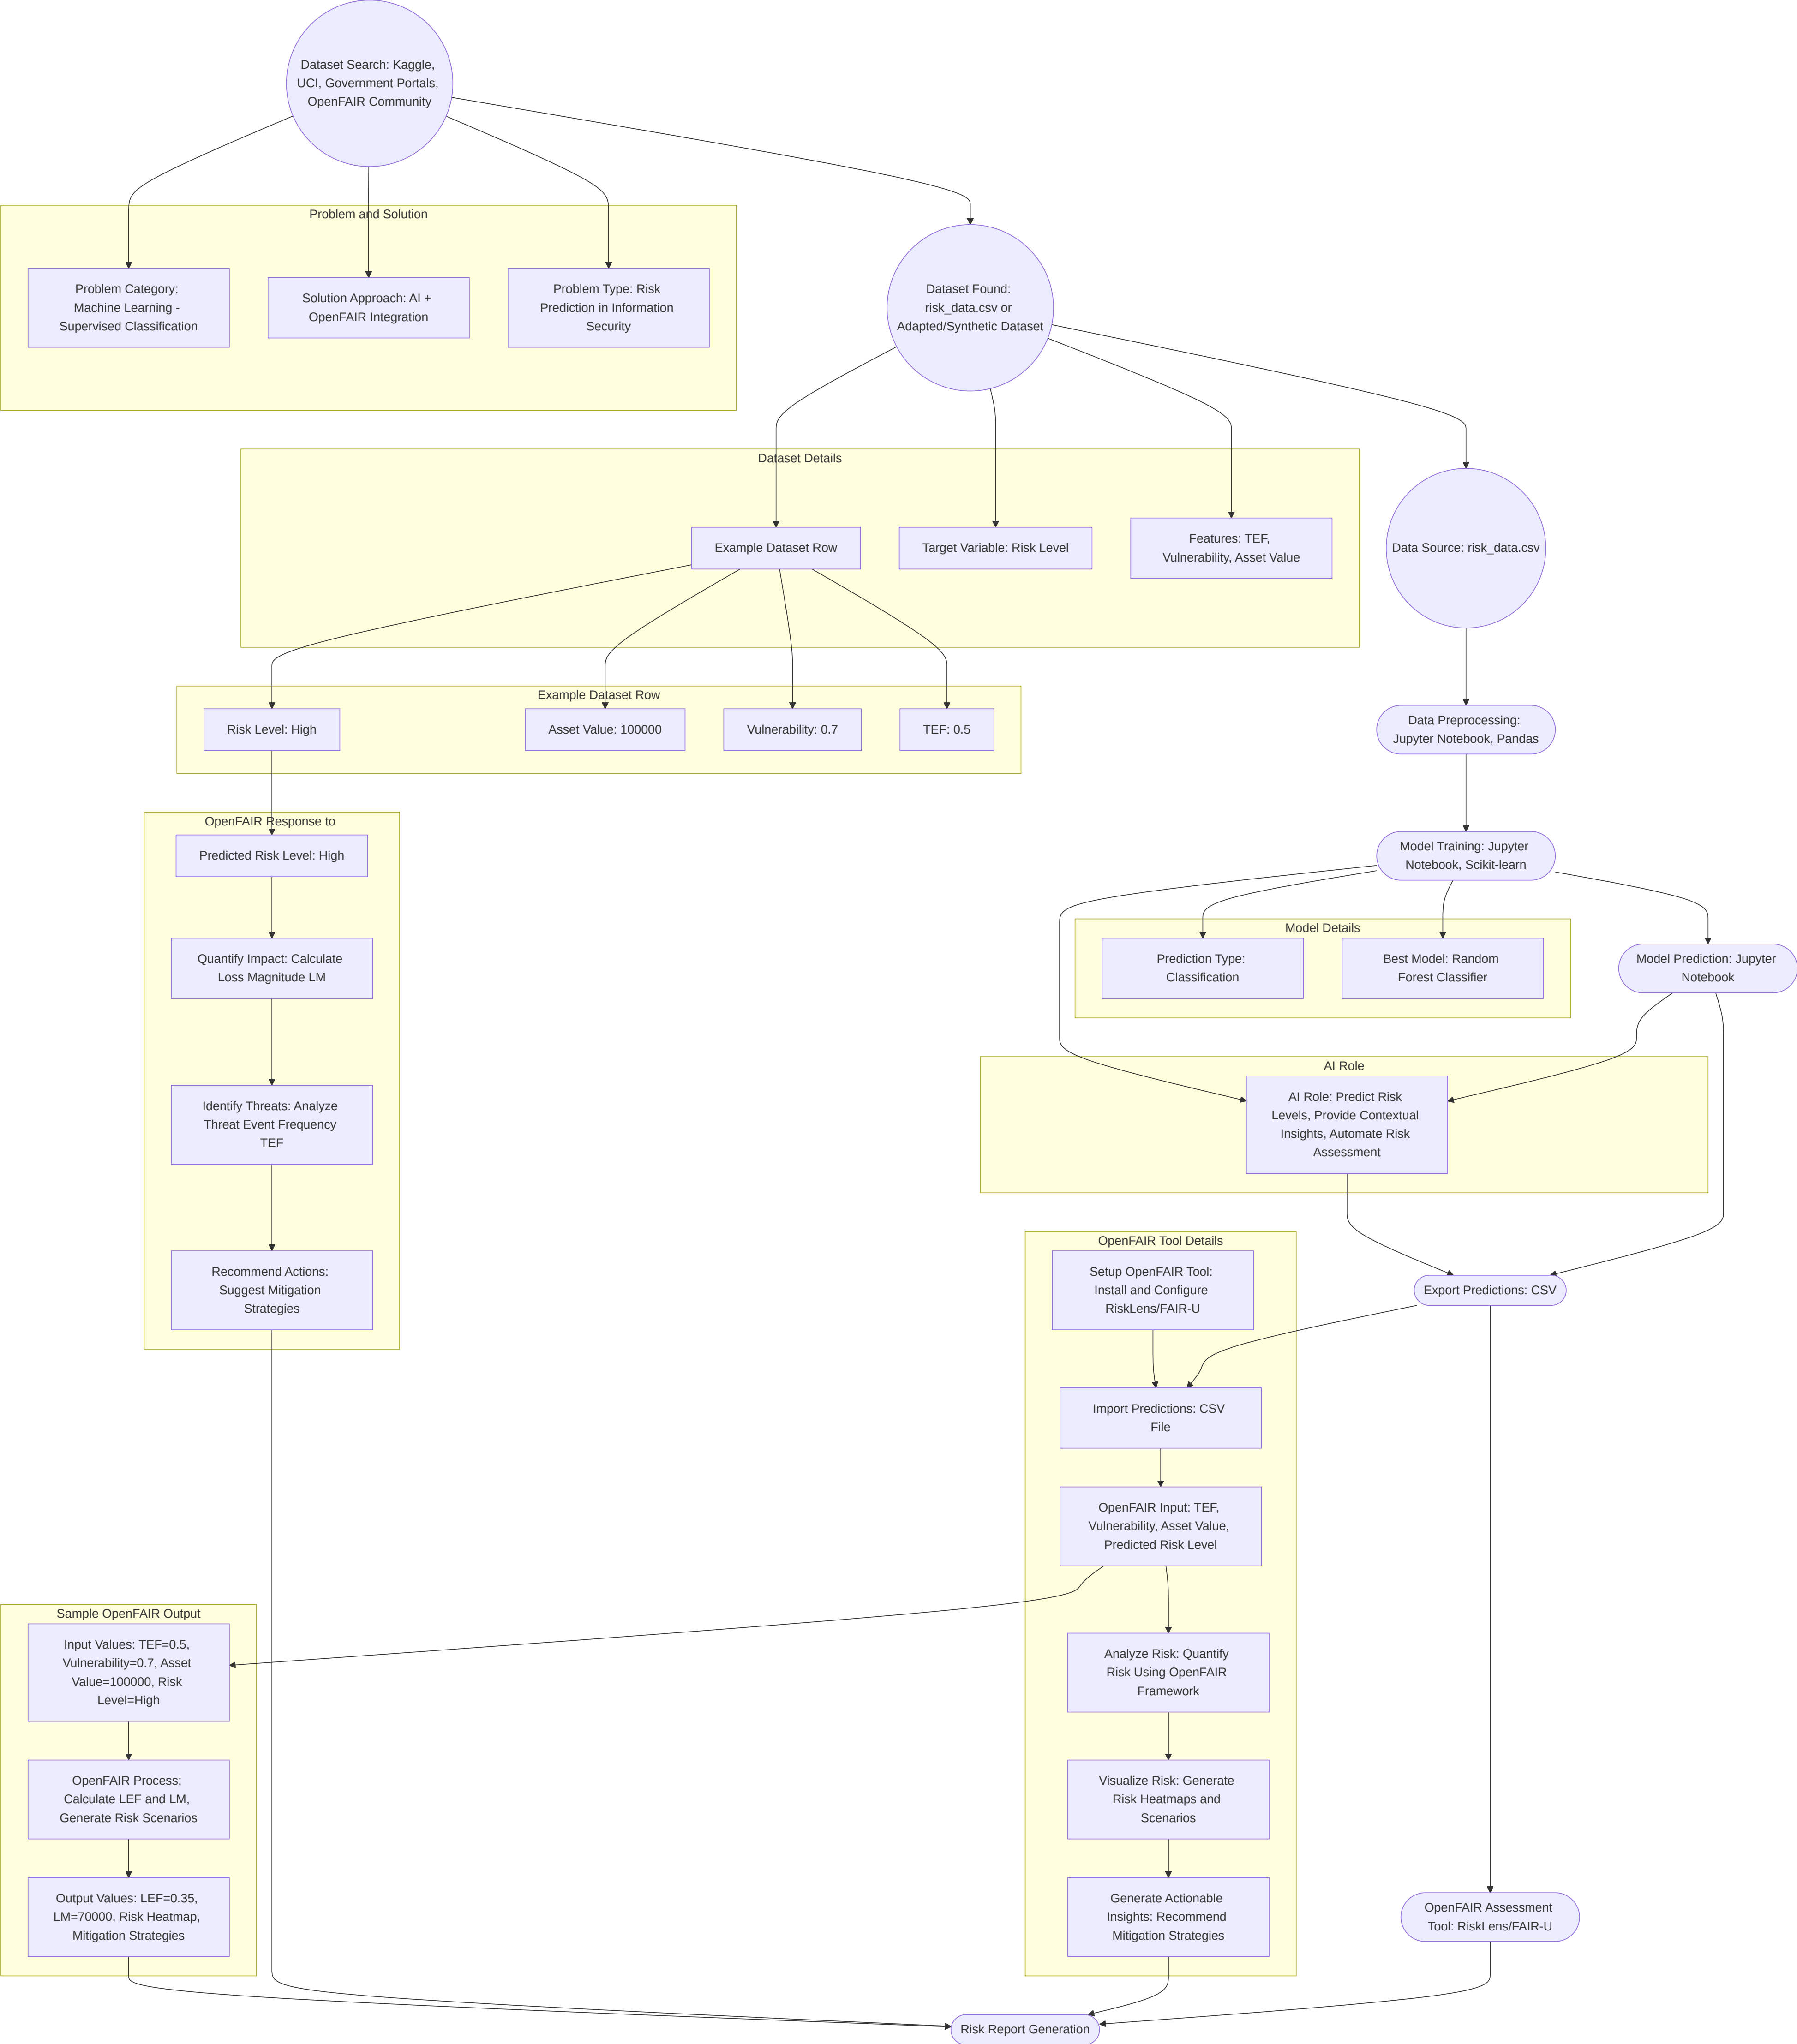 Dataset Search: Kaggle,
UCI, Government Portals,
OpenFAIR Community
Problem and Solution
Problem Category:
Machine Learning -
Supervised Classification
Solution Approach: AI +
OpenFAIR Integration
Problem Type: Risk
Prediction in Information
Security
Dataset Found:
risk_data.csv or
Adapted/Synthetic Dataset
Dataset Details
Example Dataset Row
Target Variable: Risk Level
Features: TEF,
Vulnerability, Asset Value
Data Source: risk_data.csv
Example Dataset Row
Risk Level: High
Asset Value: 100000
Vulnerability: 0.7
TEF: 0.5
Data Preprocessing:
Jupyter Notebook, Pandas
OpenFAIR Response to
Predicted Risk Level: High
Quantify Impact: Calculate
Loss Magnitude LM
Identify Threats: Analyze
Threat Event Frequency
TEF
Recommend Actions:
Suggest Mitigation
Strategies
Model Training: Jupyter
Notebook, Scikit-learn
Model Details
Prediction Type:
Classification
Best Model: Random
Forest Classifier
Model Prediction: Jupyter
Notebook
AI Role
AI Role: Predict Risk
Levels, Provide Contextual
Insights, Automate Risk
Assessment
Export Predictions: CSV
OpenFAIR Tool Details
Setup OpenFAIR Tool:
Install and Configure
RiskLens/FAIR-U
Import Predictions: CSV
File
OpenFAIR Input: TEF,
Vulnerability, Asset Value,
Predicted Risk Level
Analyze Risk: Quantify
Risk Using OpenFAIR
Framework
Visualize Risk: Generate
Risk Heatmaps and
Scenarios
Generate Actionable
Insights: Recommend
Mitigation Strategies
Sample OpenFAIR Output
Input Values: TEF=0.5,
Vulnerability=0.7, Asset
Value=100000, Risk
Level=High
OpenFAIR Process:
Calculate LEF and LM,
Generate Risk Scenarios
Output Values: LEF=0.35,
LM=70000, Risk Heatmap,
Mitigation Strategies
OpenFAIR Assessment
Tool: RiskLens/FAIR-U
Risk Report Generation